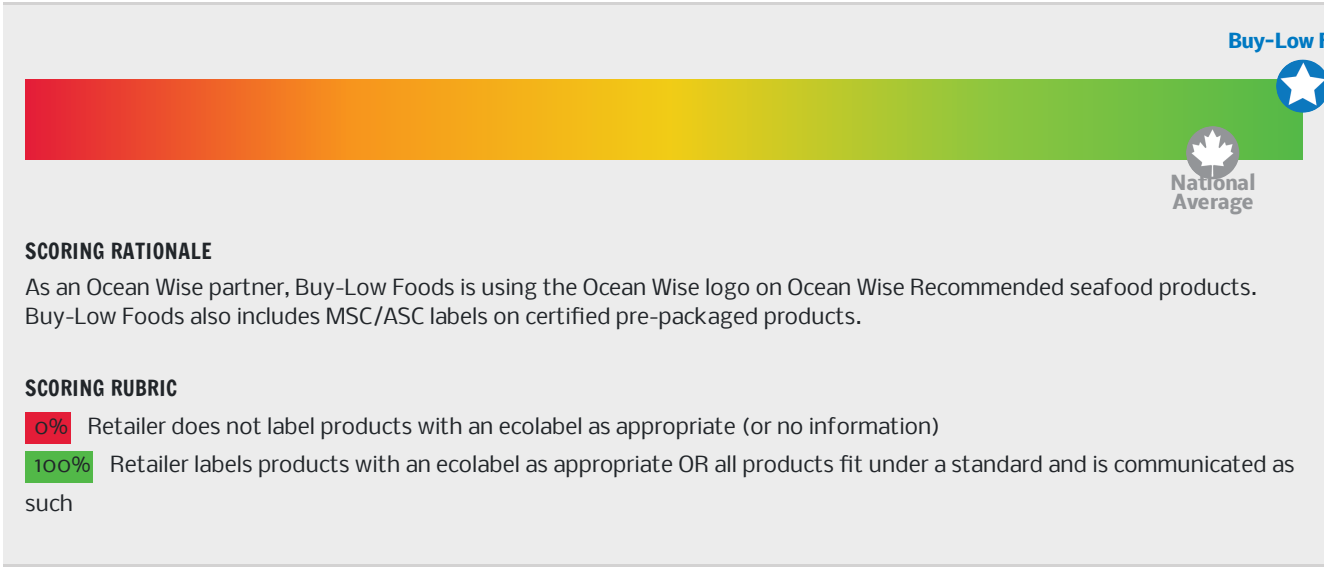 Buy-Low F
National
Average
SCORING RATIONALE
As an Ocean Wise partner, Buy-Low Foods is using the Ocean Wise logo on Ocean Wise Recommended seafood products.
Buy-Low Foods also includes MSC/ASC labels on certified pre-packaged products.
SCORING RUBRIC
0% Retailer does not label products with an ecolabel as appropriate (or no information)
100% Retailer labels products with an ecolabel as appropriate OR all products fit under a standard and is communicated as
such